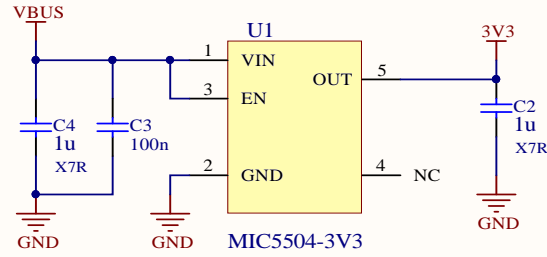 VBUS
U1
3V3
1
VIN
OUT
5
3
EN
C4
1u
X7R
C3
100n
C2
1u
X7R
2
GND
4
NC
GND
GND
GND
MIC5504-3V3